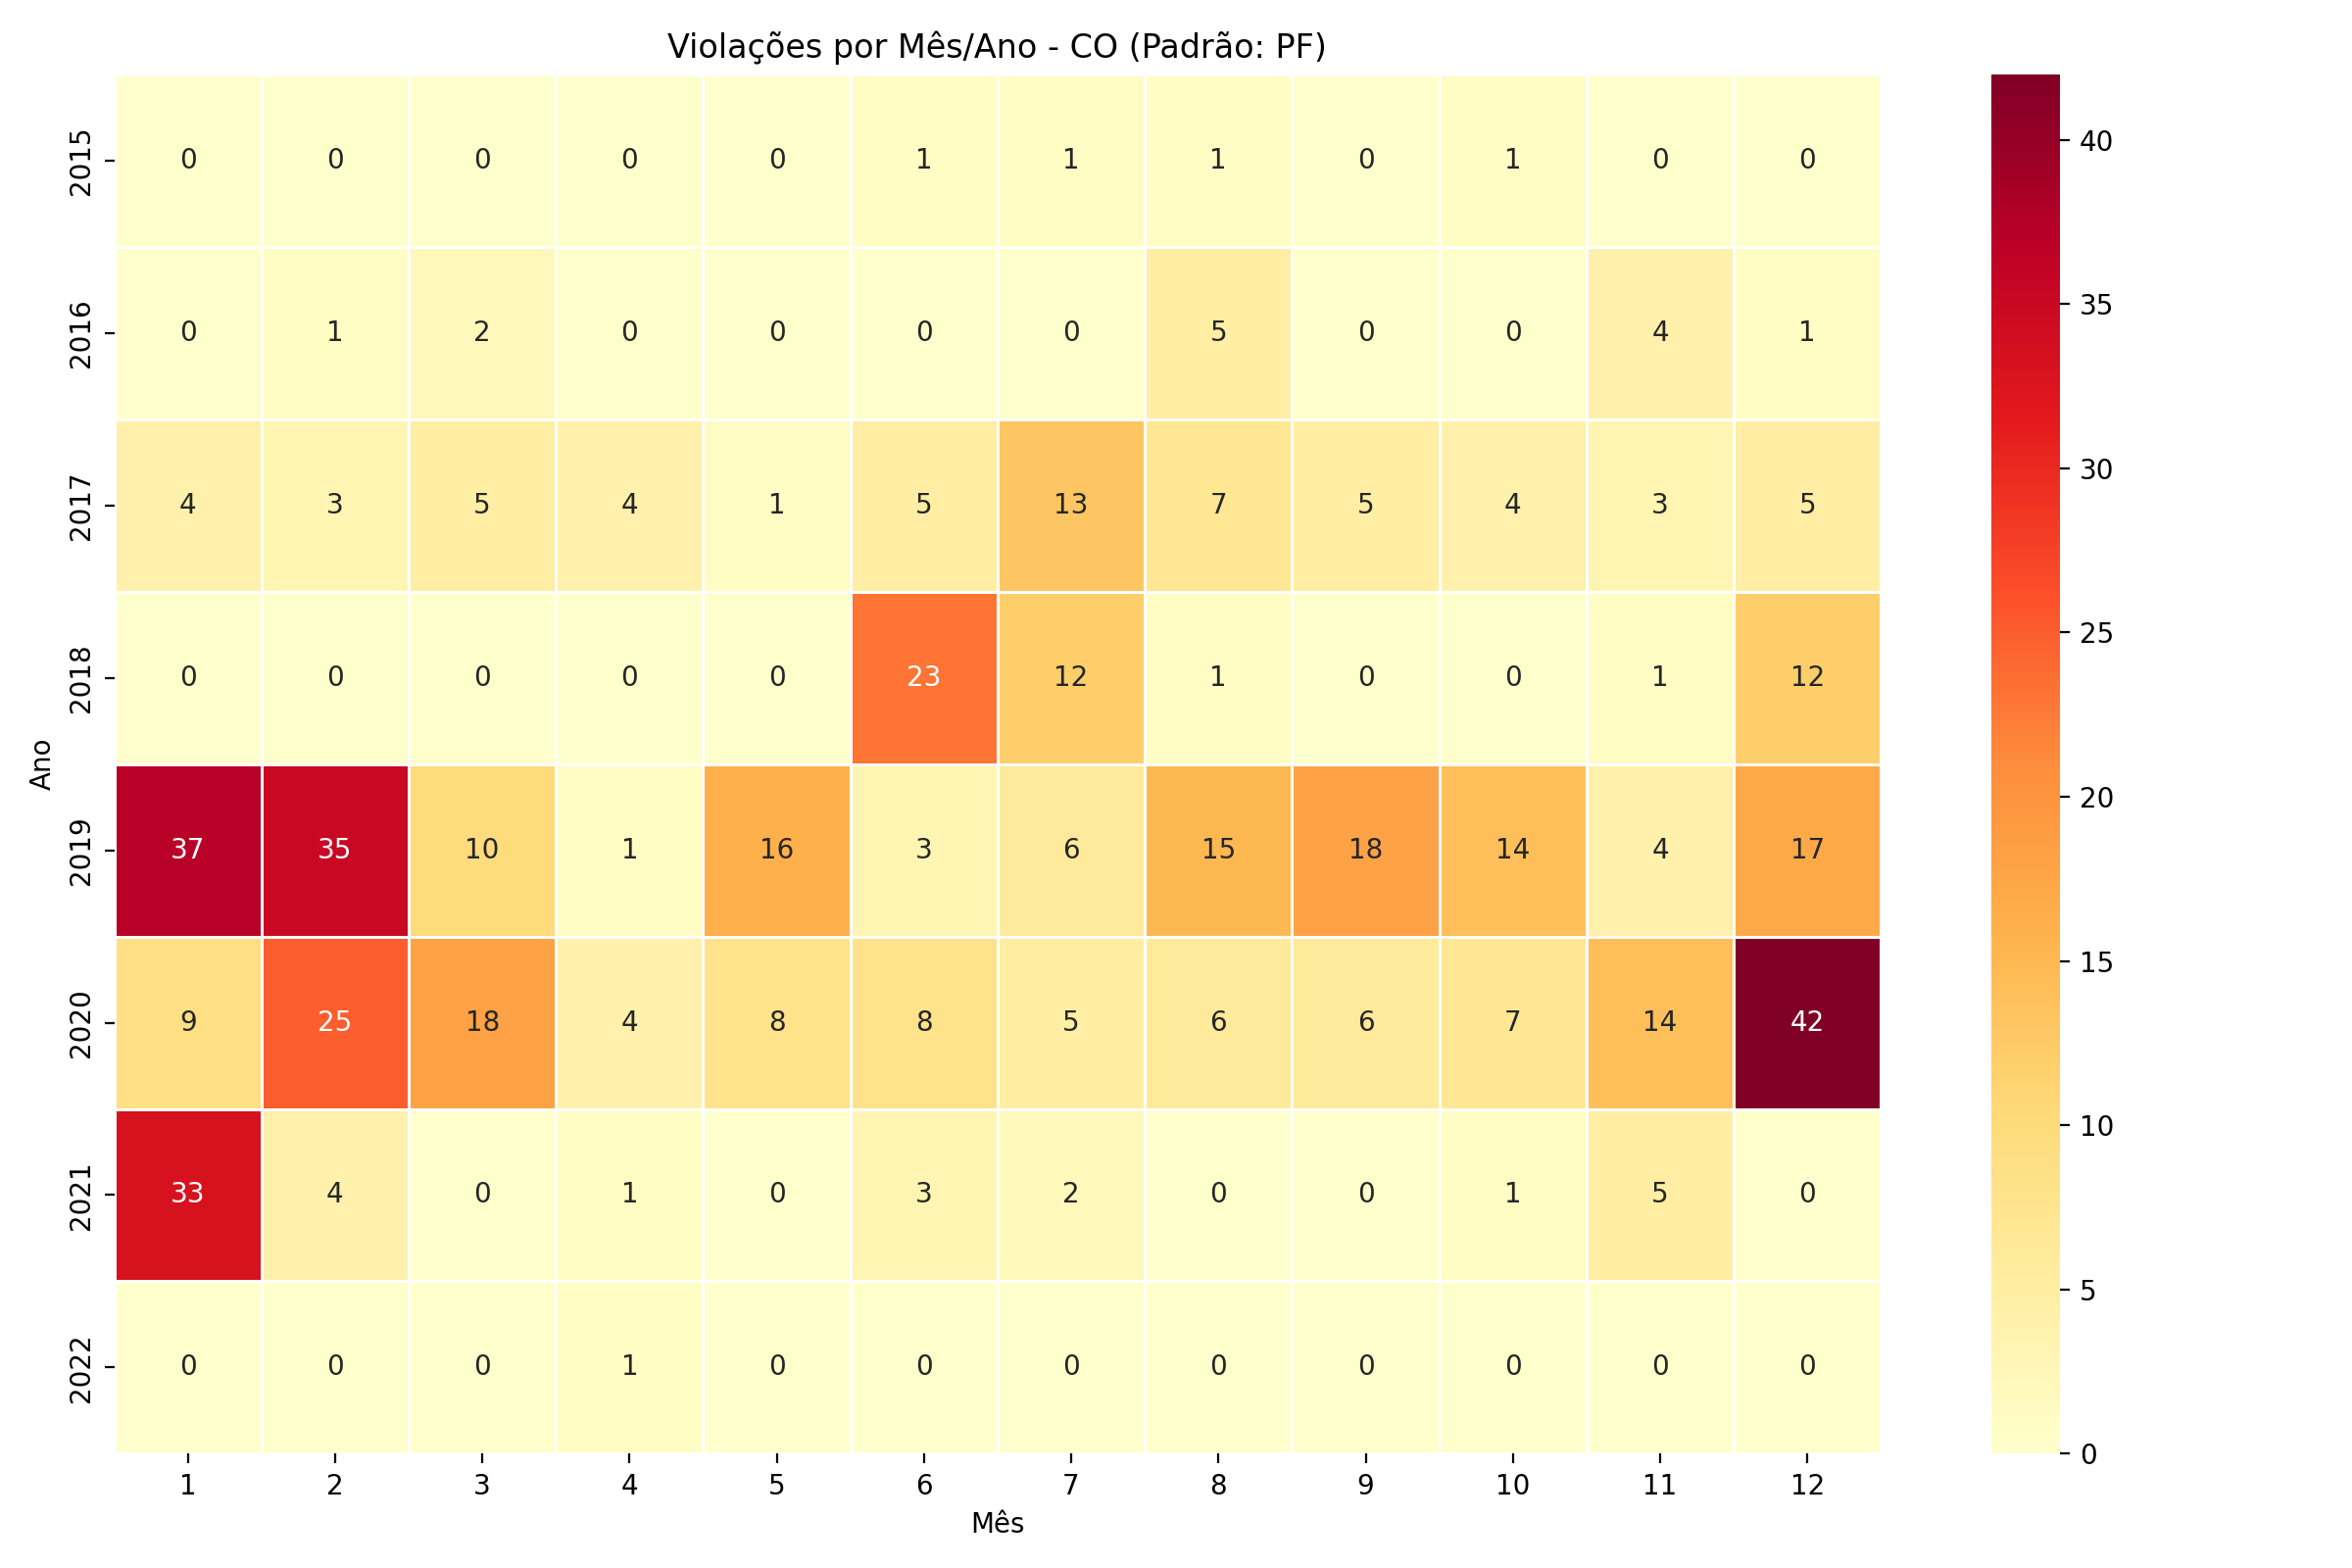 Violações por Mês/Ano - CO (Padrão: PF)
Ano
2015 0 0 0 0 0 1 1 1 0 1 0 0
2016 0 1 2 0 0 0 0 5 0 0 4 1
2017 4 3 5 4 1 5 13 7 5 4 3 5
2018 0 0 0 0 0 23 12 1 0 0 1 12
2019 37 35 10 1 16 3 6 15 18 14 4 17
2020 9 25 18 4 8 8 5 6 6 7 14 42
2021 33 4 0 1 0 3 2 0 0 1 5 0
2022 0 0 0 1 0 0 0 0 0 0 0 0
1 2 3 4 5 6 7 8 9 10 11 12
Mês
40
35
30
25
20
15
10
5
0